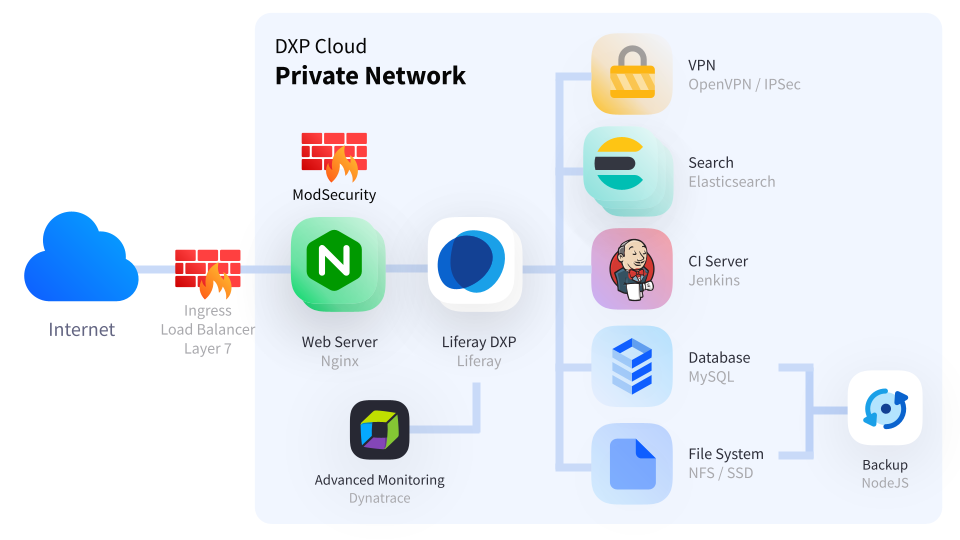 DXP Cloud
Private Network
ModSecurity
Internet
Ingress
Load Balancer
Layer 7
N
Web Server
Nginx
Liferay DXP
Liferay
Advanced Monitoring
Dynatrace
VPN
OpenVPN / IPSec
Search
Elasticsearch
CI Server
Jenkins
Database
MySQL
File System
NFS / SSD
Backup
NodeJS